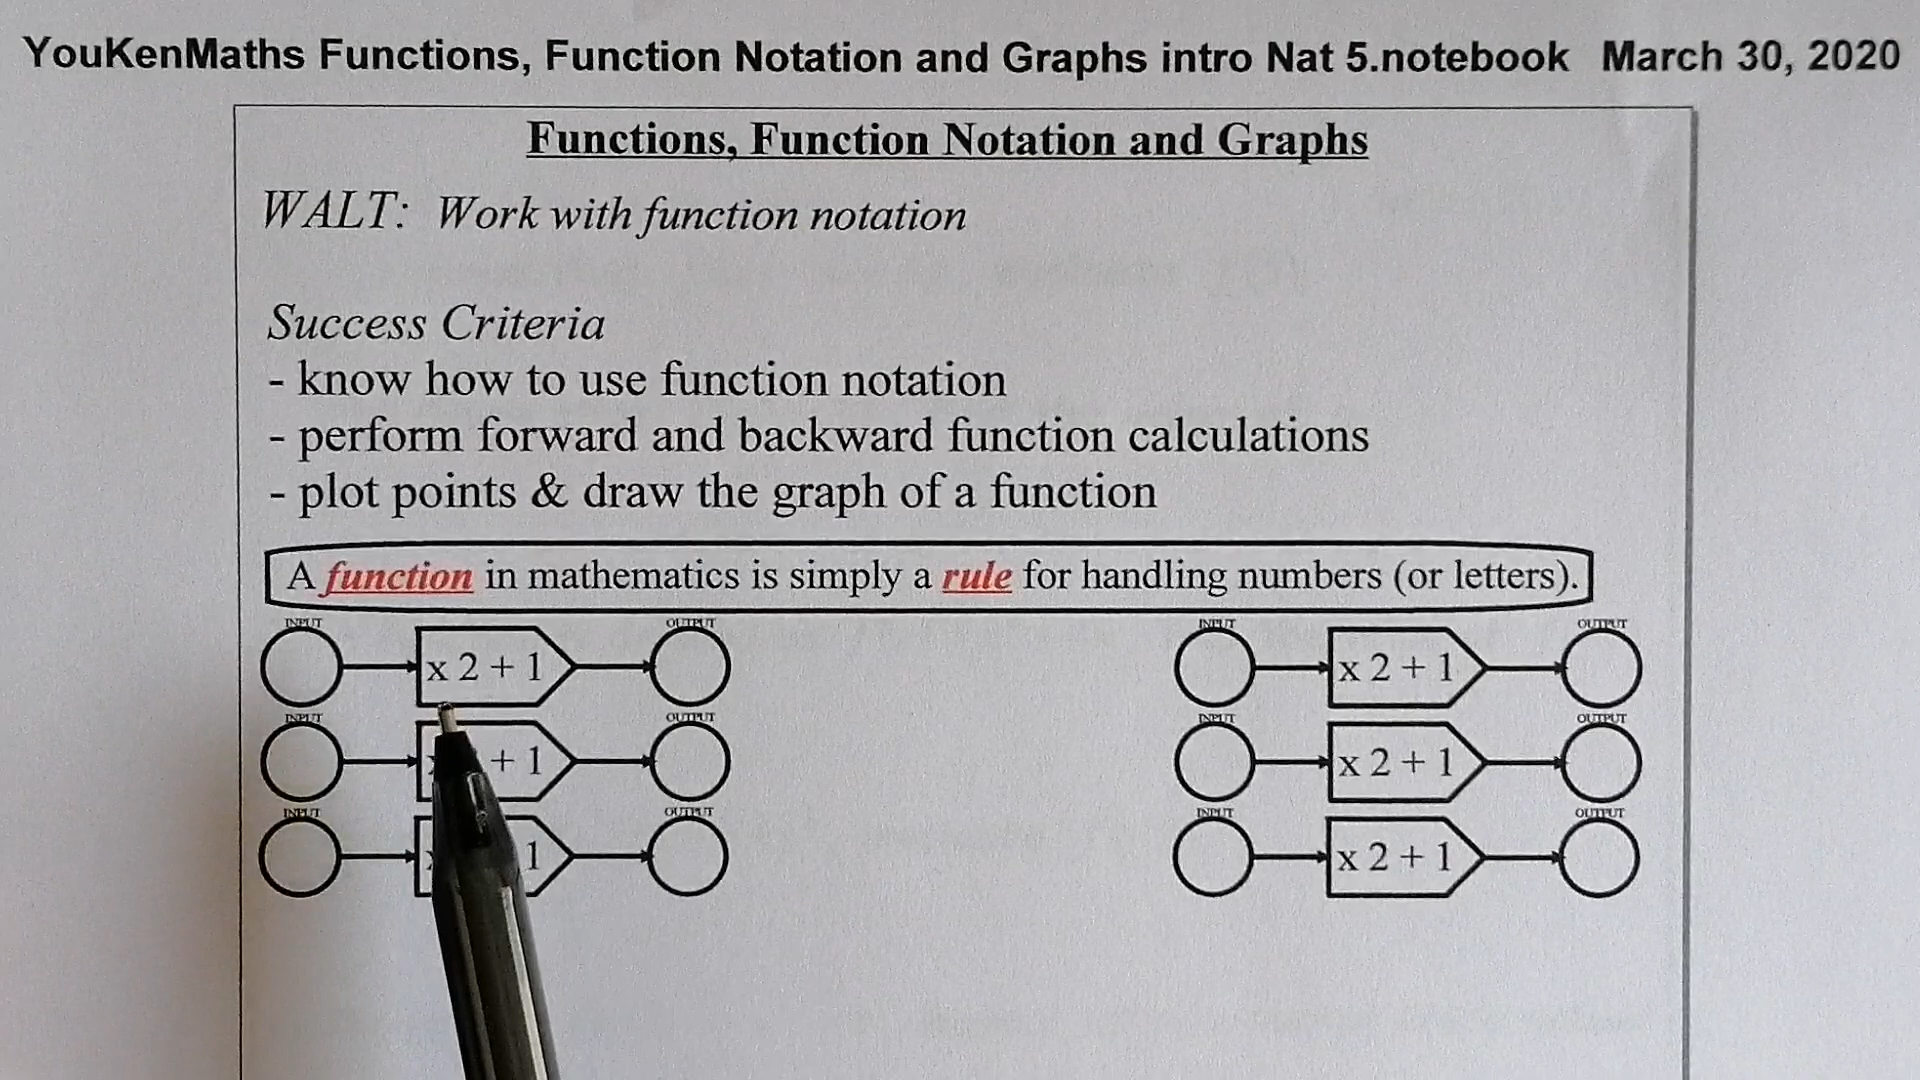 YouKenMaths Functions, Function Notation and Graphs intro Nat 5.notebook March 30, 2020
Functions, Function Notation and Graphs
WALT: Work with function notation
Success Criteria
- know how to use function notation
- perform forward and backward function calculations
- plot points & draw the graph of a function
A function in mathematics is simply a rule for handling numbers (or letters).
INPUT OUTPUT INPUT OUTPUT
x 2 + 1 x 2 + 1
INPUT OUTPUT INPUT OUTPUT
+ 1 x 2 + 1
INPUT OUTPUT INPUT OUTPUT
1 x 2 + 1